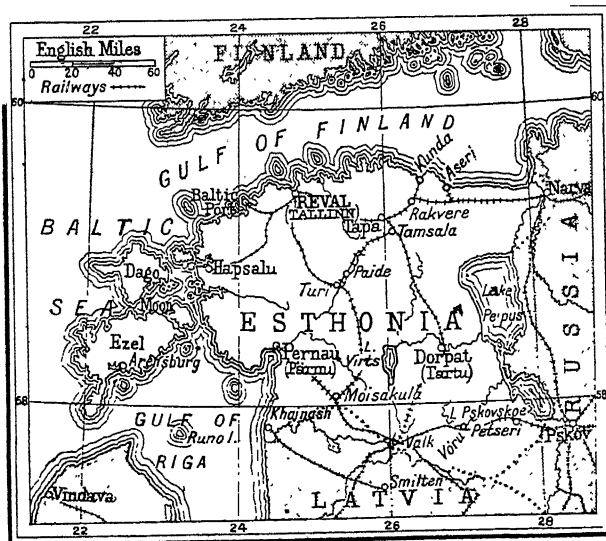 22 24 26 28
English Miles
0 20 40 60
Railways
FINLAND
60
60
GULF OF FINLAND
Kunda
Aseri
Narva
Baltic
Port
REVAL
(TALLINN)
Tapa
Rakvere
Tamsala
BALTIC
SEA
Hapsalu
Dago
Moon
Paide
Turi
Lake
Peipus
RUSSIA
ESTHONIA
Ezel
Arensburg
Pernau
(Pärnu)
L.
Virts
Dorpat
(Tartu)
58
58
Moisakula
GULF OF
RIGA
Runo I.
Khainash
L. Pskovskoe
Petseri
Pskov
Võru
Valk
Vindava
Smilten
LATVIA
22 24 26 28